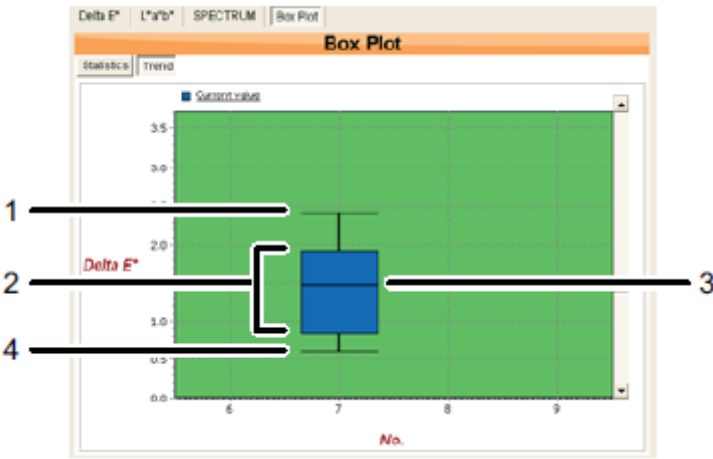 Delta E* L*a*b* SPECTRUM Box Plot
Box Plot
Statistics Trend
Current value
3.5
3.0
1
2.0
Delta E*
2
3
1.0
4
0.5
0.0
6 7 8 9
No.